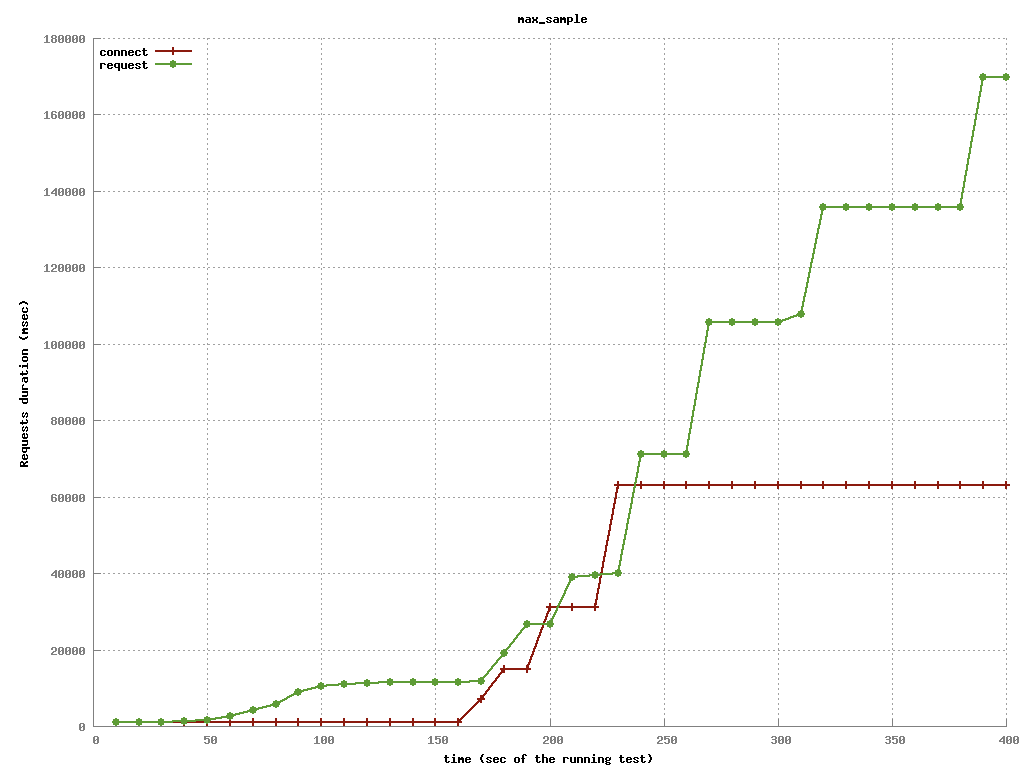 max_sample
connect
request
180000
160000
140000
120000
100000
80000
60000
40000
20000
0
Requests duration (msec)
0 50 100 150 200 250 300 350 400
time (sec of the running test)